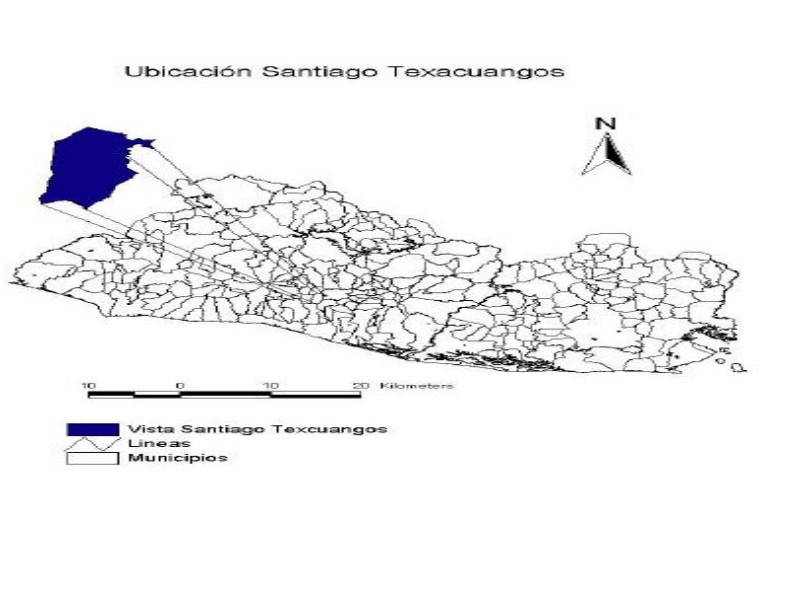 Ubicación Santiago Texacuangos
N
10 0 10 20 Kilometers
Vista Santiago Texcuangos
Lineas
Municipios